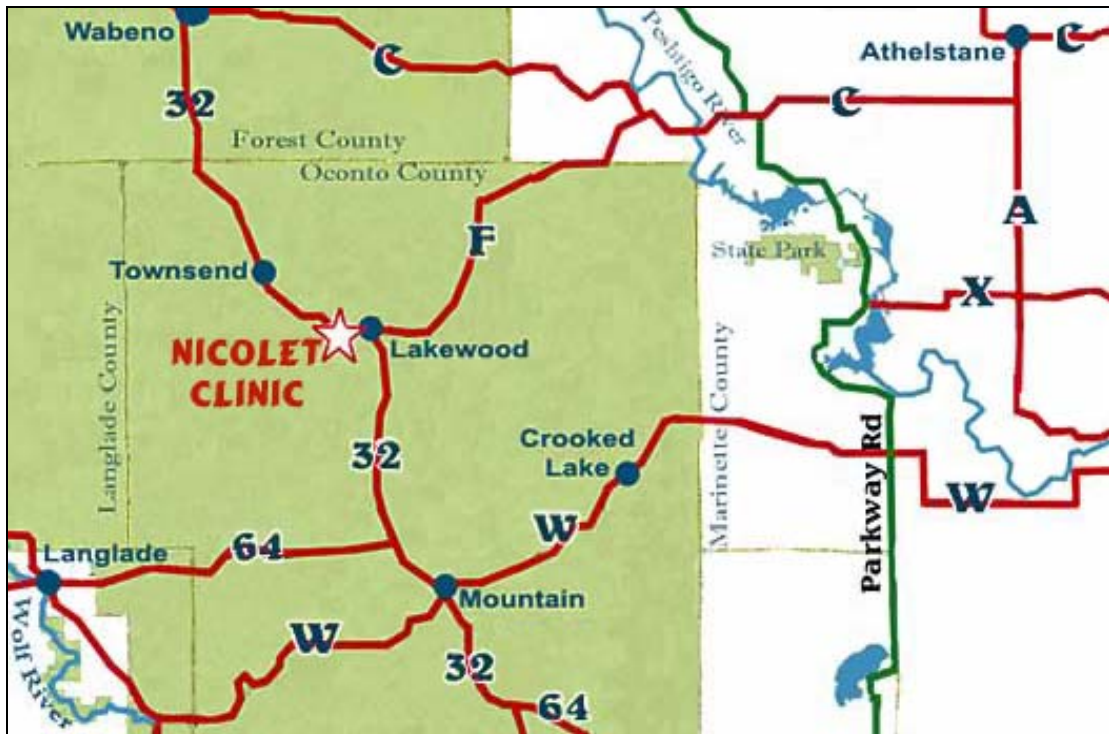 Wabeno
Athelstane
C
C
C
Peshtigo River
32
Forest County
Oconto County
A
F
Townsend
State Park
X
NICOLET
CLINIC
Lakewood
Langlade County
Marinette County
Crooked
Lake
32
Parkway Rd
W
W
64
Langlade
Mountain
W
32
64
Wolf River